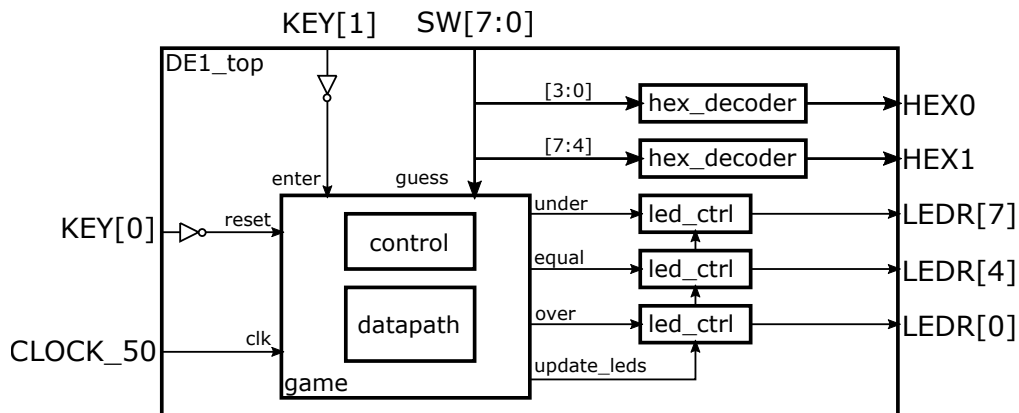 KEY[1] SW[7:0]
DE1_top
[3:0] hex_decoder HEX0
[7:4] hex_decoder HEX1
enter guess
under led_ctrl LEDR[7]
KEY[0] reset control
equal led_ctrl LEDR[4]
datapath over led_ctrl LEDR[0]
CLOCK_50 clk
update_leds
game